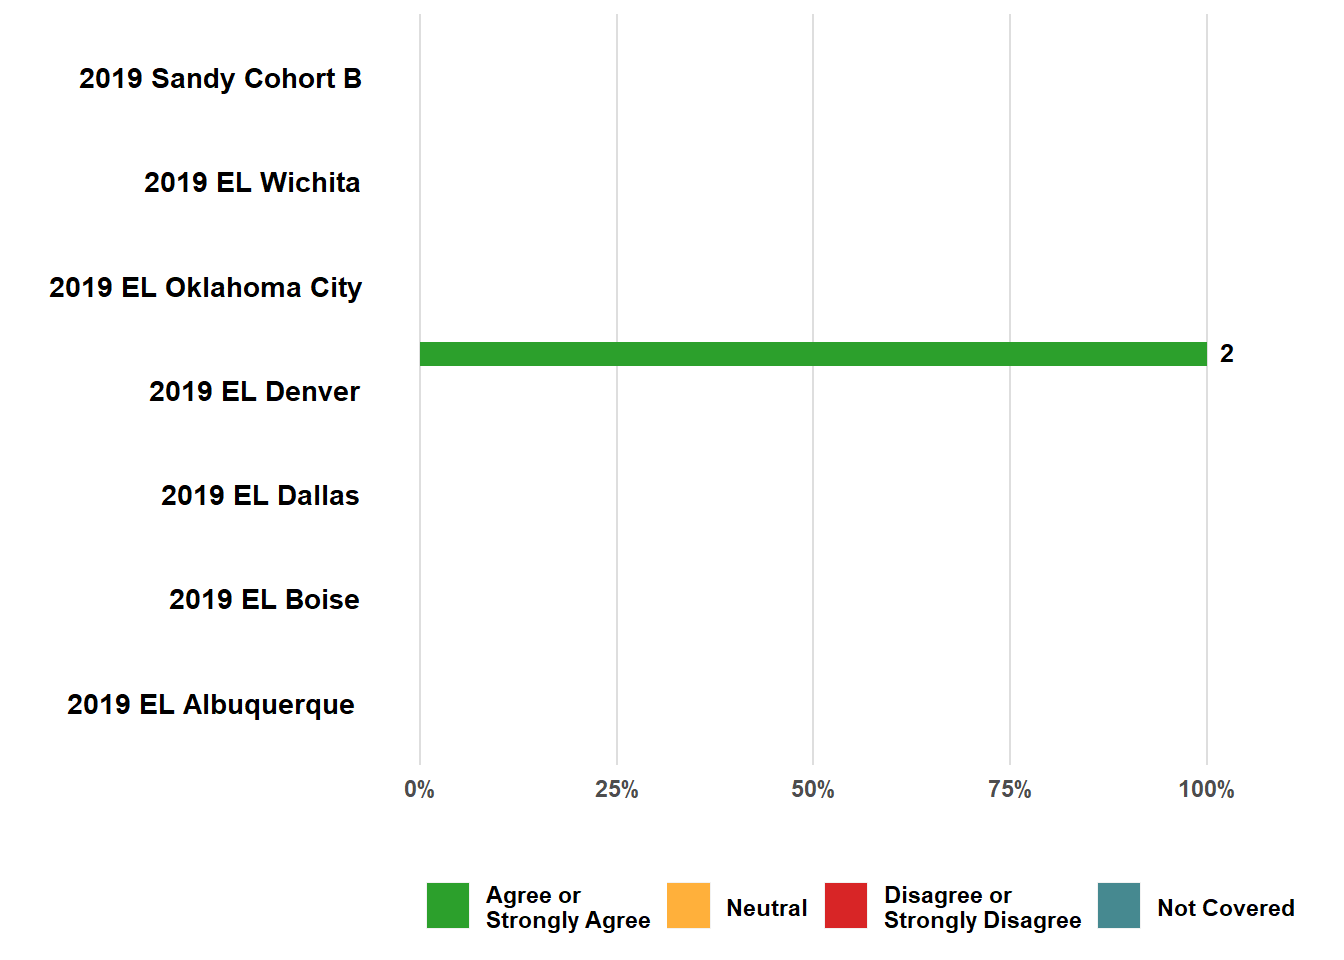 2019 Sandy Cohort B
2019 EL Wichita
2019 EL Oklahoma City
2
2019 EL Denver
2019 EL Dallas
2019 EL Boise
2019 EL Albuquerque
0% 25% 50% 75% 100%
Agree or
Strongly Agree
Neutral
Disagree or
Strongly Disagree
Not Covered